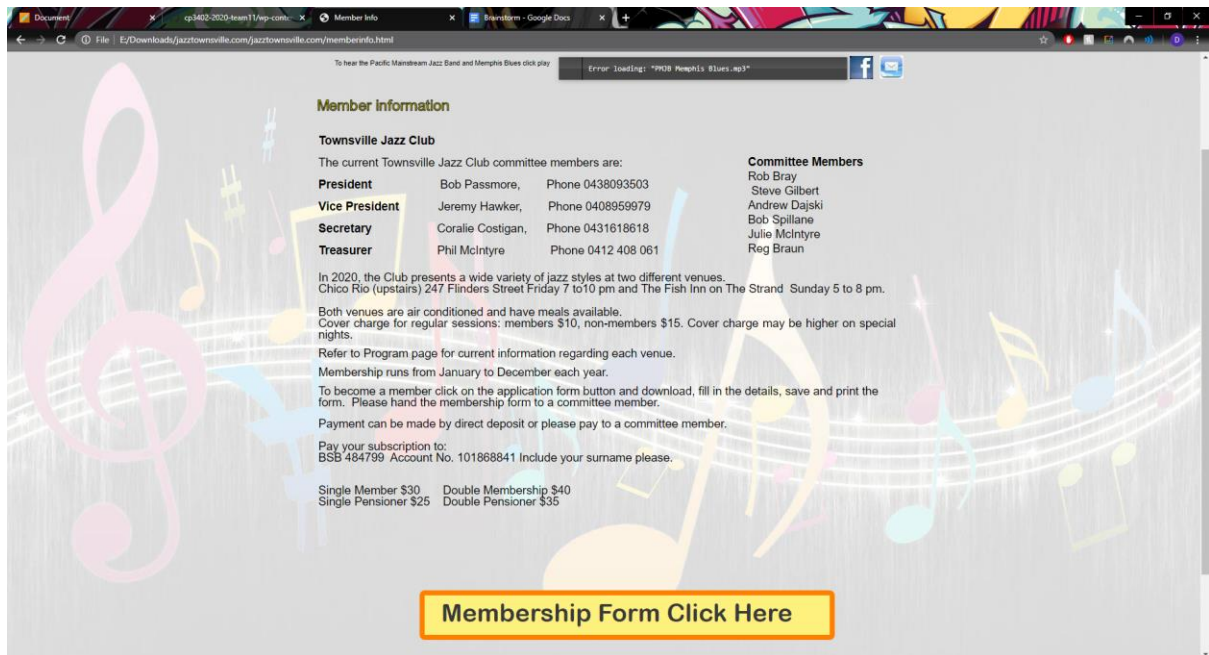 Document
cp3402-2020-team11/wp-conte
Member Info
Brainstorm - Google Docs
File | E:/Downloads/jazztownsville.com/jazztownsville.com/memberinfo.html
To hear the Pacific Mainstream Jazz Band and Memphis Blues click play
Error loading: "PMJB Memphis Blues.mp3"
Member information
Townsville Jazz Club
The current Townsville Jazz Club committee members are:
President Bob Passmore, Phone 0438093503
Vice President Jeremy Hawker, Phone 0408959979
Secretary Coralie Costigan, Phone 0431618618
Treasurer Phil McIntyre Phone 0412 408 061
Committee Members
Rob Bray
Steve Gilbert
Andrew Dajski
Bob Spillane
Julie McIntyre
Reg Braun
In 2020, the Club presents a wide variety of jazz styles at two different venues.
Chico Rio (upstairs) 247 Flinders Street Friday 7 to10 pm and The Fish Inn on The Strand Sunday 5 to 8 pm.
Both venues are air conditioned and have meals available.
Cover charge for regular sessions: members $10, non-members $15. Cover charge may be higher on special
nights.
Refer to Program page for current information regarding each venue.
Membership runs from January to December each year.
To become a member click on the application form button and download, fill in the details, save and print the
form. Please hand the membership form to a committee member.
Payment can be made by direct deposit or please pay to a committee member.
Pay your subscription to:
BSB 484799 Account No. 101868841 Include your surname please.
Single Member $30 Double Membership $40
Single Pensioner $25 Double Pensioner $35
Membership Form Click Here